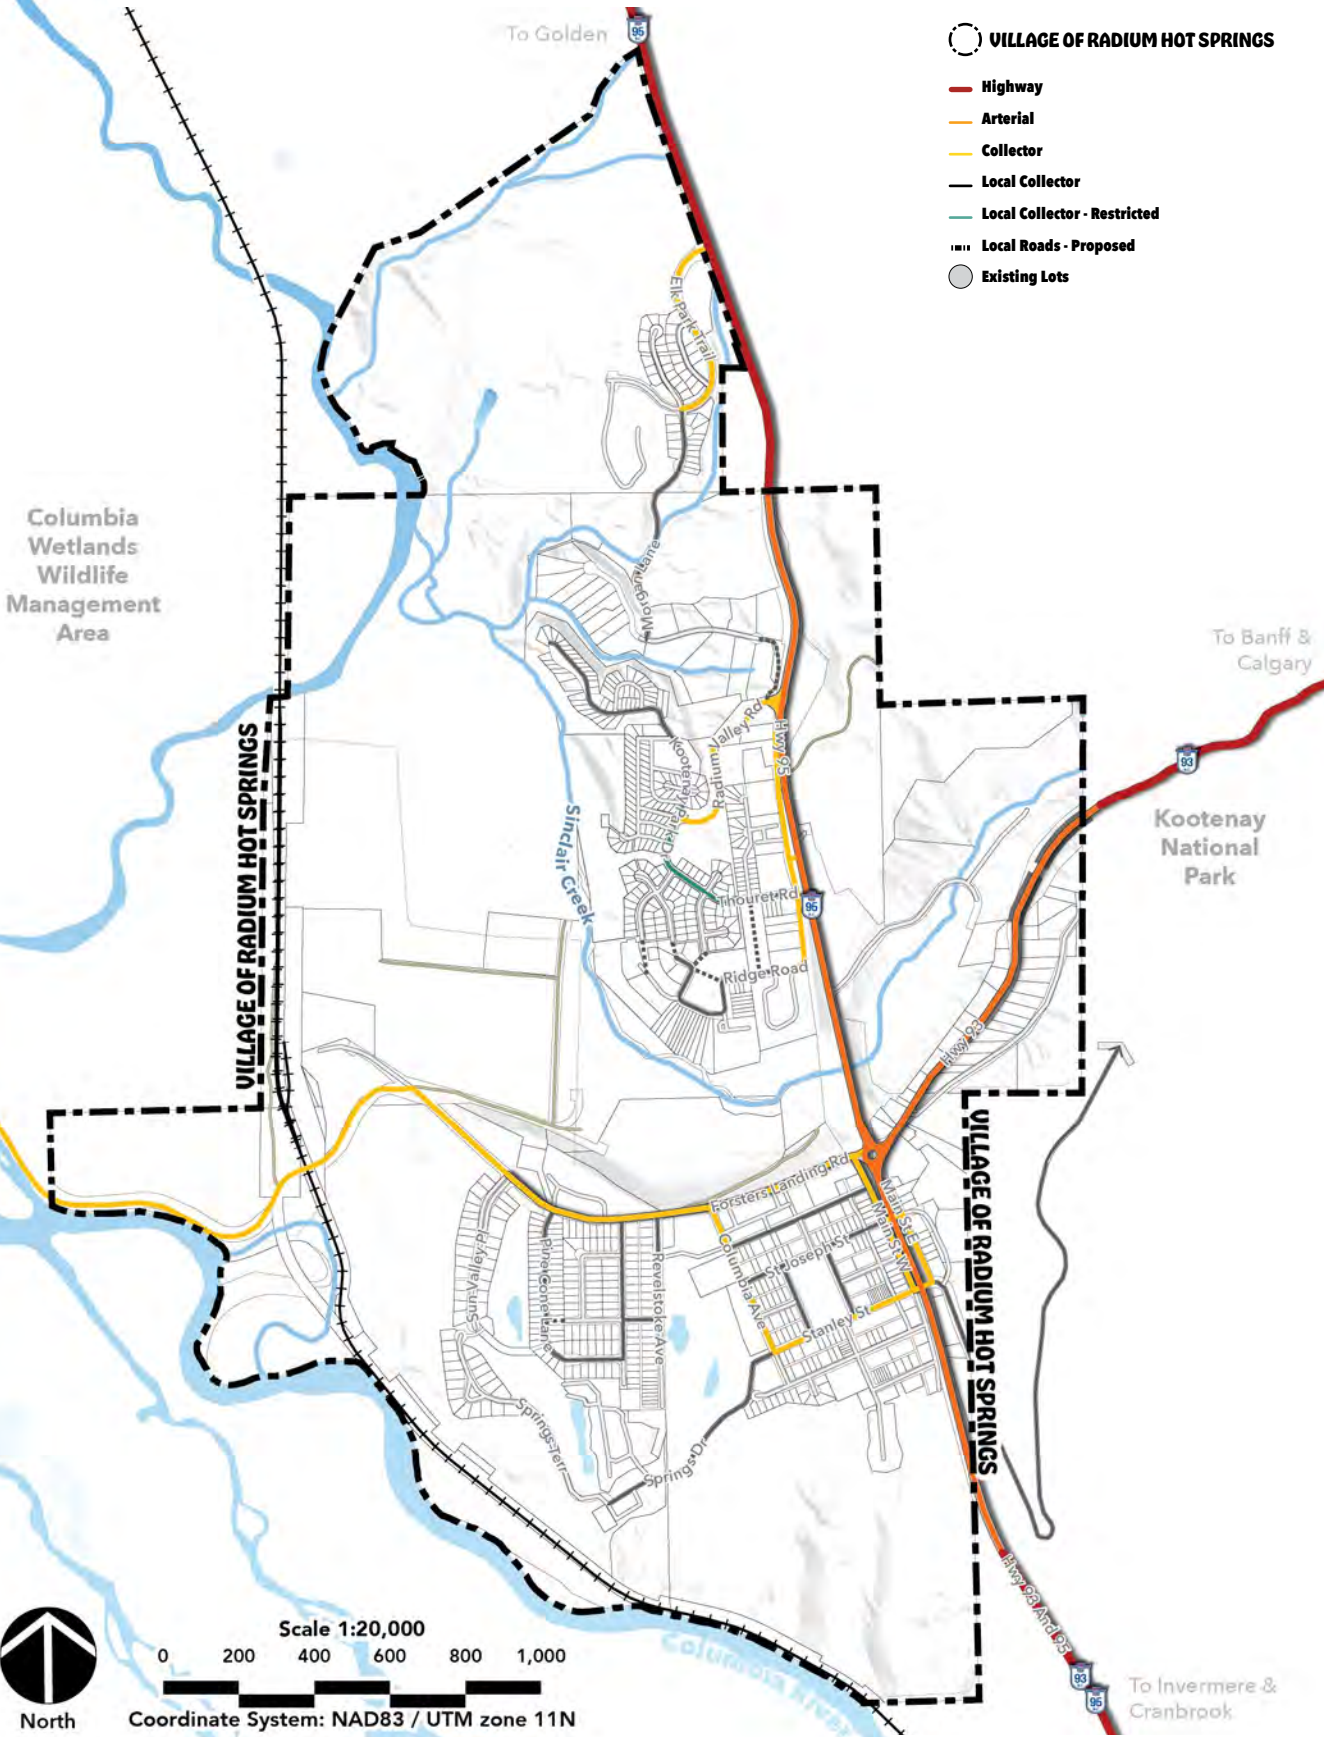 To Golden
95
VILLAGE OF RADIUM HOT SPRINGS
Highway
Arterial
Collector
Local Collector
Local Collector - Restricted
Local Roads - Proposed
Existing Lots
Elk Park Trail
Columbia
Wetlands
Wildlife
Management
Area
Worgan Lane
To Banff &
Calgary
93
Kootenay
National
Park
Radium Valley Rd
Hwy 95
Kootenay Park Dr
VILLAGE OF RADIUM HOT SPRINGS
Sinclair Creek
Thouret Rd
95
Ridge Road
Hwy 93
Forsters Landing Rd
Main St E
Main St W
VILLAGE OF RADIUM HOT SPRINGS
Sun Valley Pl
Pine Cone Lane
Revelstoke Ave
Columbia Ave
St Joseph St
Stanley St
Springs Terr
Springs Dr
Hwy 93 And 95
93
95
To Invermere &
Cranbrook
Columbia River
North
Scale 1:20,000
0 200 400 600 800 1,000
Coordinate System: NAD83 / UTM zone 11N